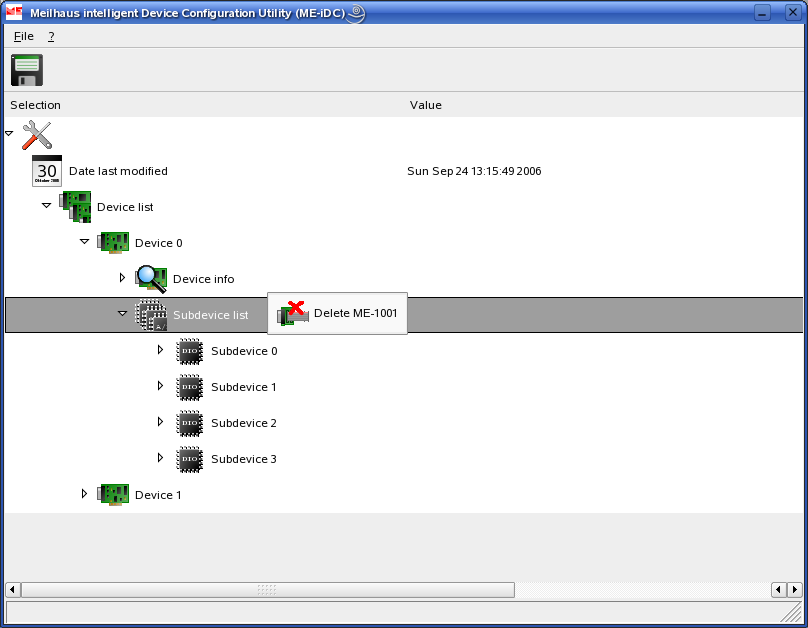 Meilhaus intelligent Device Configuration Utility (ME-iDC)
File ?
Selection Value
30
Date last modified Sun Sep 24 13:15:49 2006
Device list
Device 0
Device info
Subdevice list
Delete ME-1001
DIO Subdevice 0
DIO Subdevice 1
DIO Subdevice 2
DIO Subdevice 3
Device 1